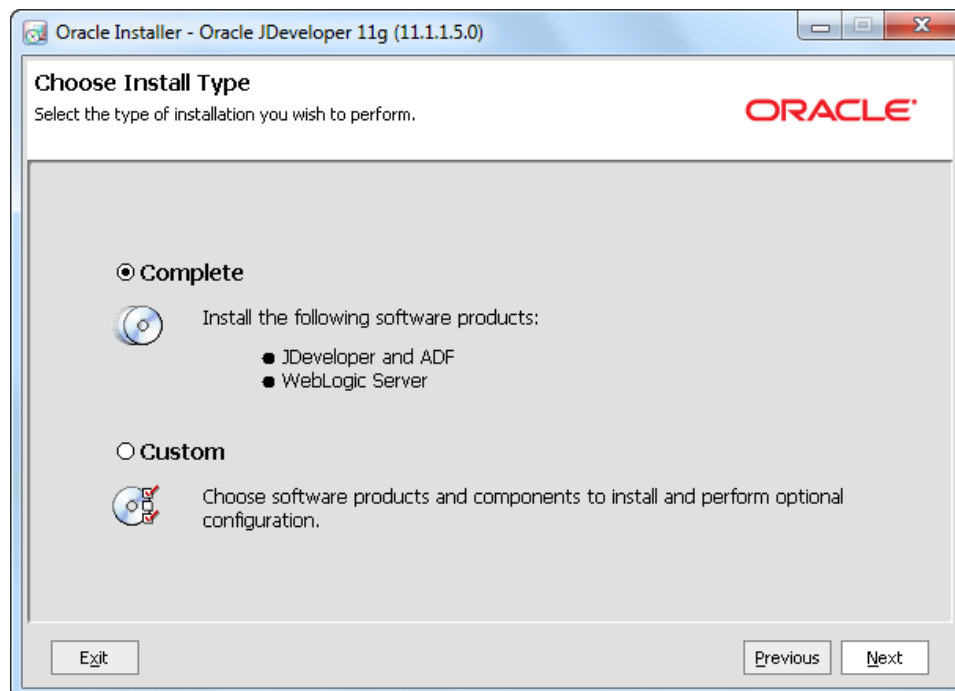 Oracle Installer - Oracle JDeveloper 11g (11.1.1.5.0)
Choose Install Type
Select the type of installation you wish to perform.
ORACLE
Complete
Install the following software products:
JDeveloper and ADF
WebLogic Server
Custom
Choose software products and components to install and perform optional
configuration.
Exit
Previous
Next